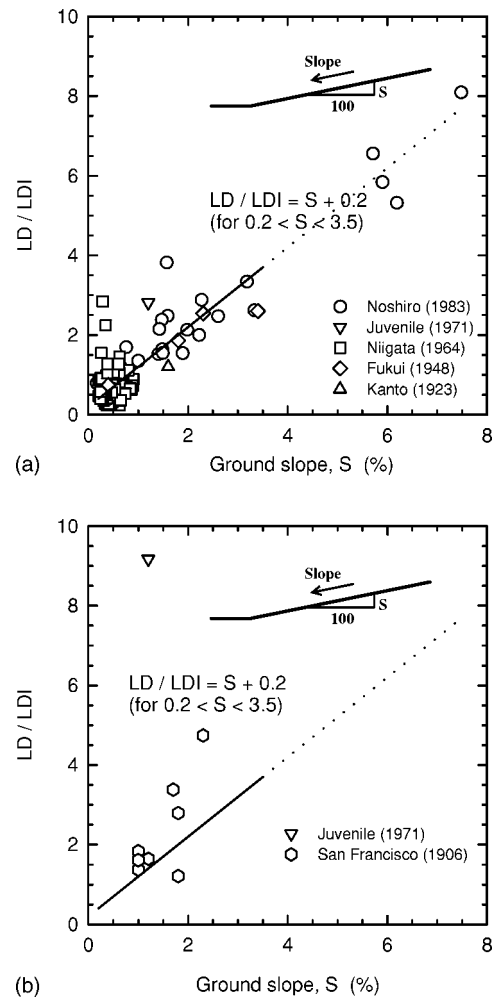 10
8
6
4
2
0
LD / LDI
Slope
S
100
LD / LDI = S + 0.2
(for 0.2 < S < 3.5)
Noshiro (1983)
Juvenile (1971)
Niigata (1964)
Fukui (1948)
Kanto (1923)
0 2 4 6 8
(a)
Ground slope, S (%)
10
8
6
4
2
0
LD / LDI
Slope
S
100
LD / LDI = S + 0.2
(for 0.2 < S < 3.5)
Juvenile (1971)
San Francisco (1906)
0 2 4 6 8
(b)
Ground slope, S (%)